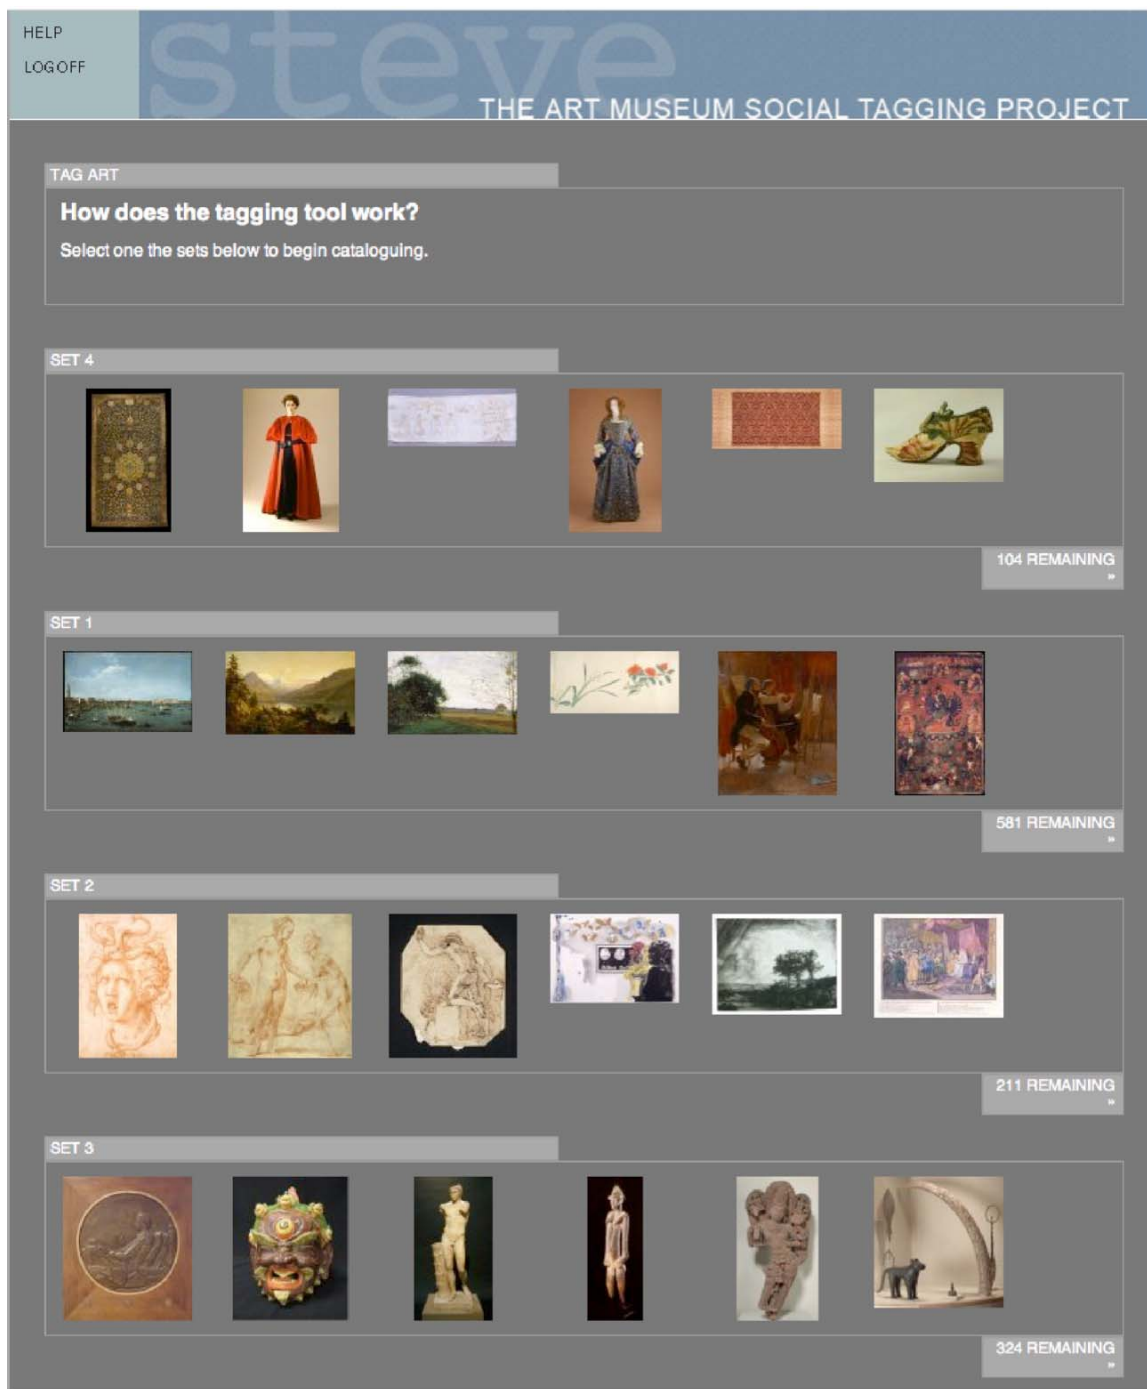 HELP
LOGOFF
steve
THE ART MUSEUM SOCIAL TAGGING PROJECT
TAG ART
How does the tagging tool work?
Select one the sets below to begin cataloguing.
SET 4
104 REMAINING
»
SET 1
581 REMAINING
»
SET 2
211 REMAINING
»
SET 3
324 REMAINING
»